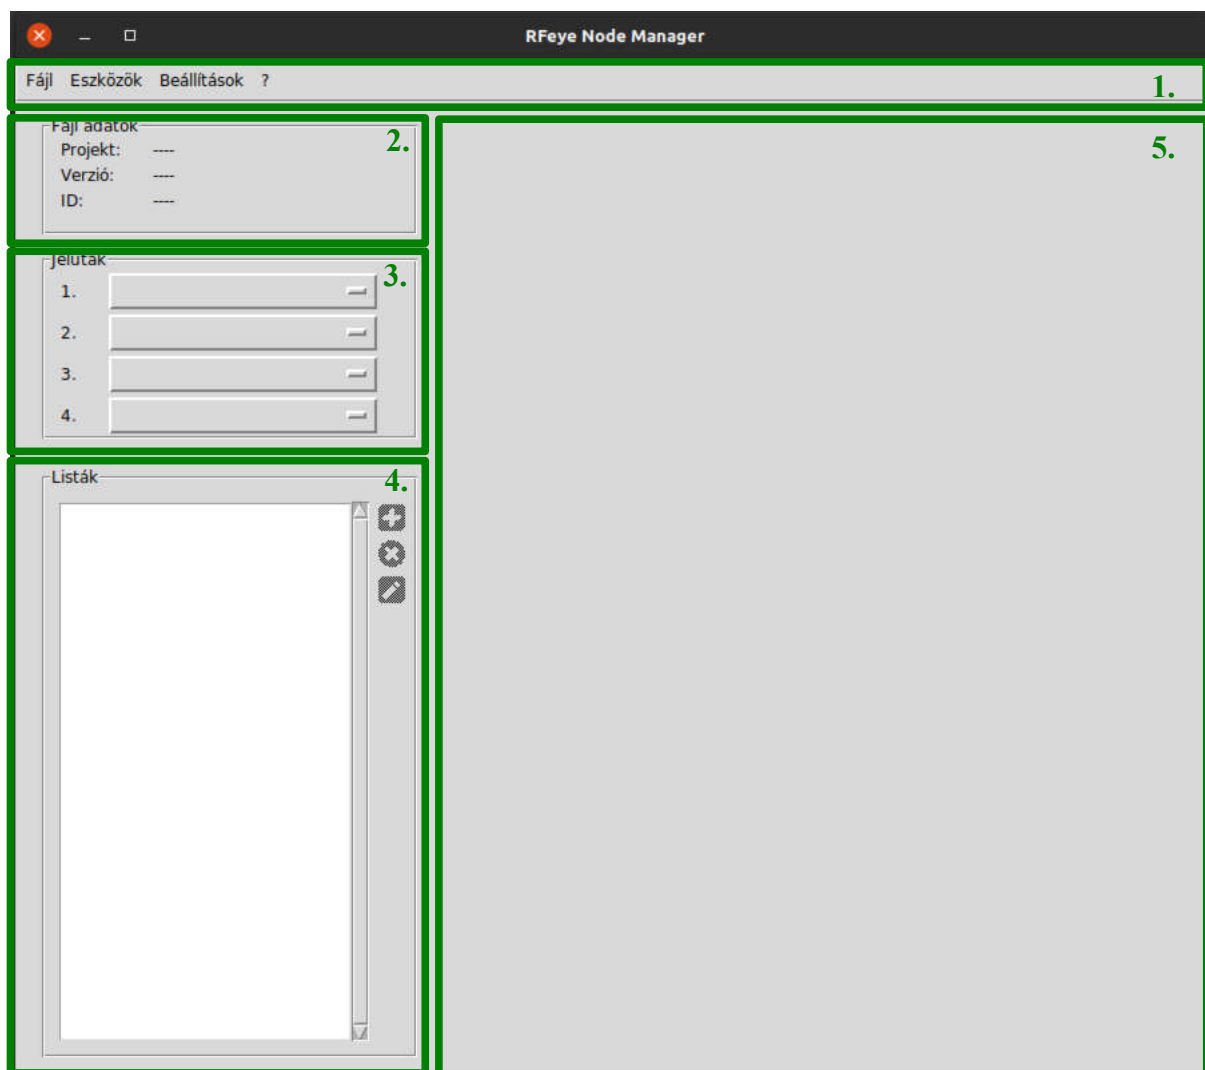 RFeye Node Manager
Fájl Eszközök Beállítások ?
1.
Fájl adatok
2.
Projekt: ----
Verzió: ----
ID: ----
5.
Jelutak
3.
1.
2.
3.
4.
Listák
4.